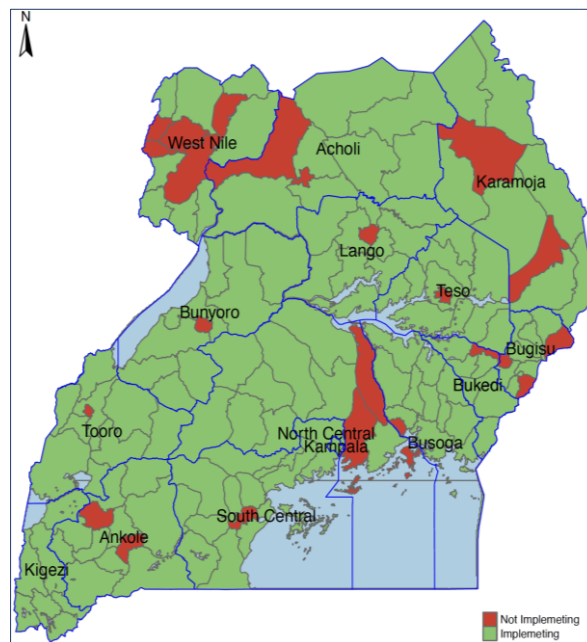 N
West Nile
Acholi
Karamoja
Lango
Teso
Bunyoro
Bugisu
Bukedi
Tooro
North Central
Kampala
Busoga
South Central
Ankole
Kigezi
Not Implemeting
Implemeting